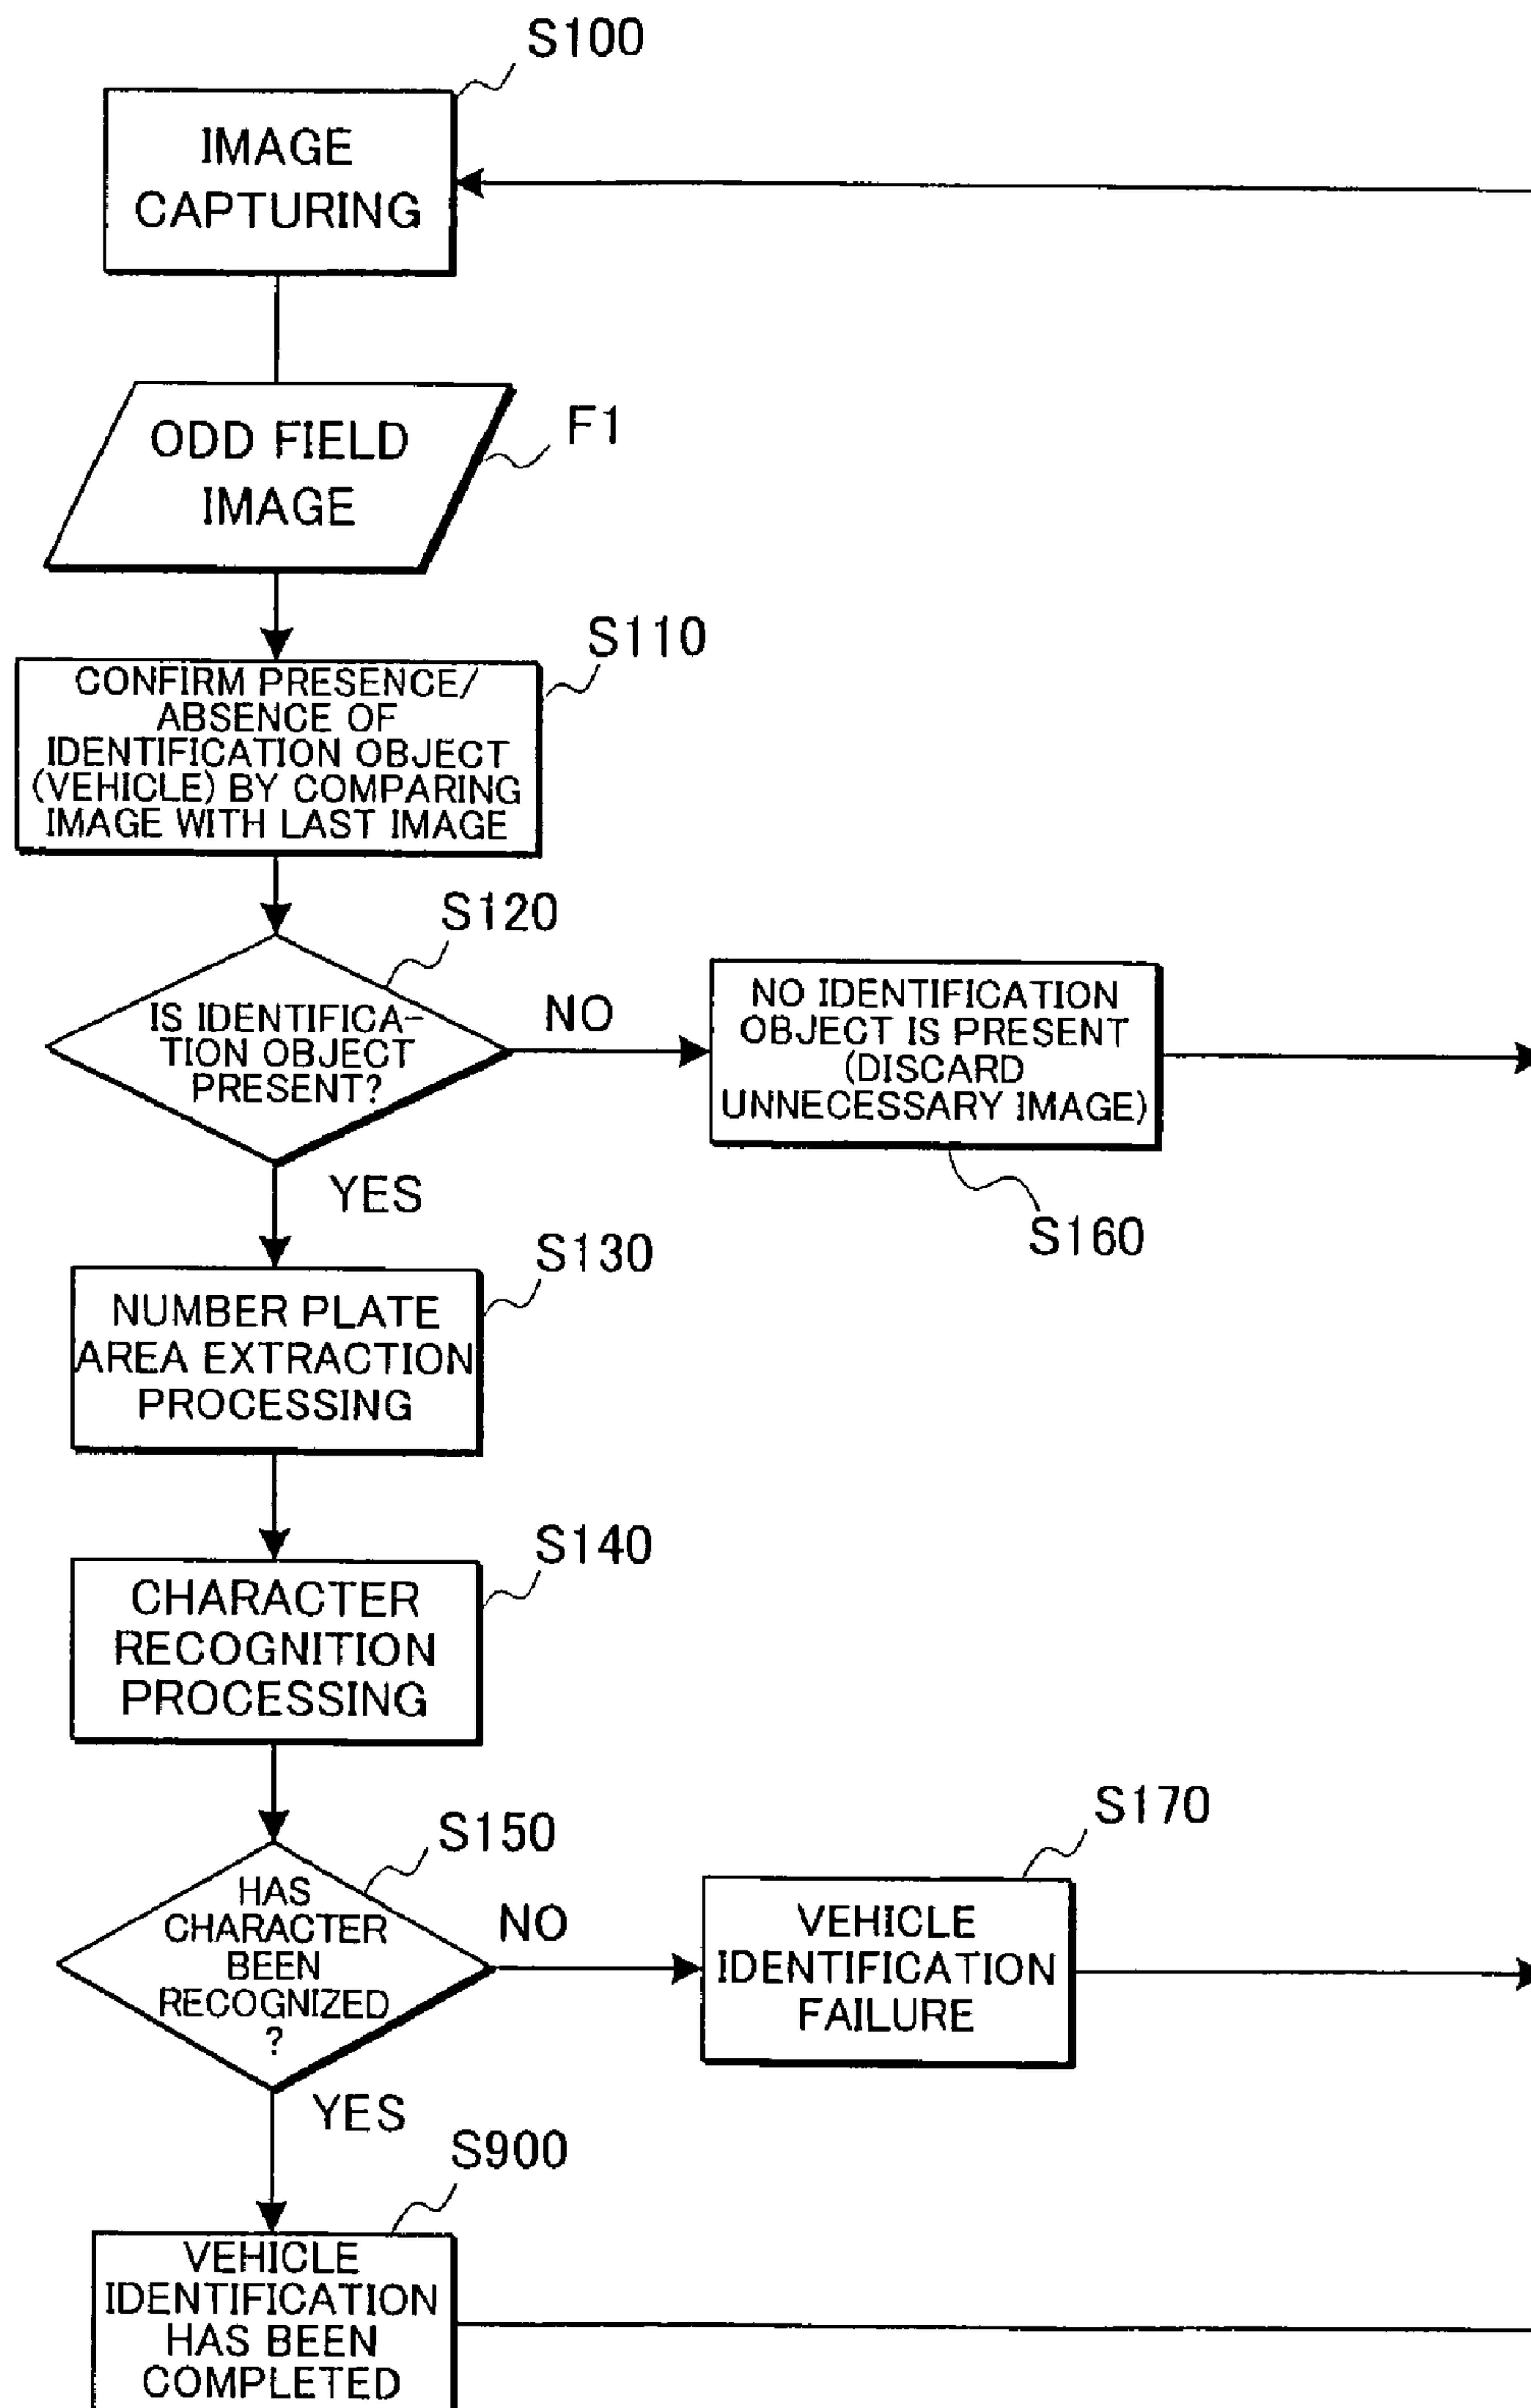 S100
IMAGE
CAPTURING
ODD FIELD
IMAGE
F1
S110
CONFIRM PRESENCE/
ABSENCE OF
IDENTIFICATION OBJECT
(VEHICLE) BY COMPARING
IMAGE WITH LAST IMAGE
S120
IS IDENTIFICA-
TION OBJECT
PRESENT?
NO
NO IDENTIFICATION
OBJECT IS PRESENT
(DISCARD
UNNECESSARY IMAGE)
S160
YES
S130
NUMBER PLATE
AREA EXTRACTION
PROCESSING
S140
CHARACTER
RECOGNITION
PROCESSING
S150
HAS
CHARACTER
BEEN
RECOGNIZED
?
NO
S170
VEHICLE
IDENTIFICATION
FAILURE
YES
S900
VEHICLE
IDENTIFICATION
HAS BEEN
COMPLETED